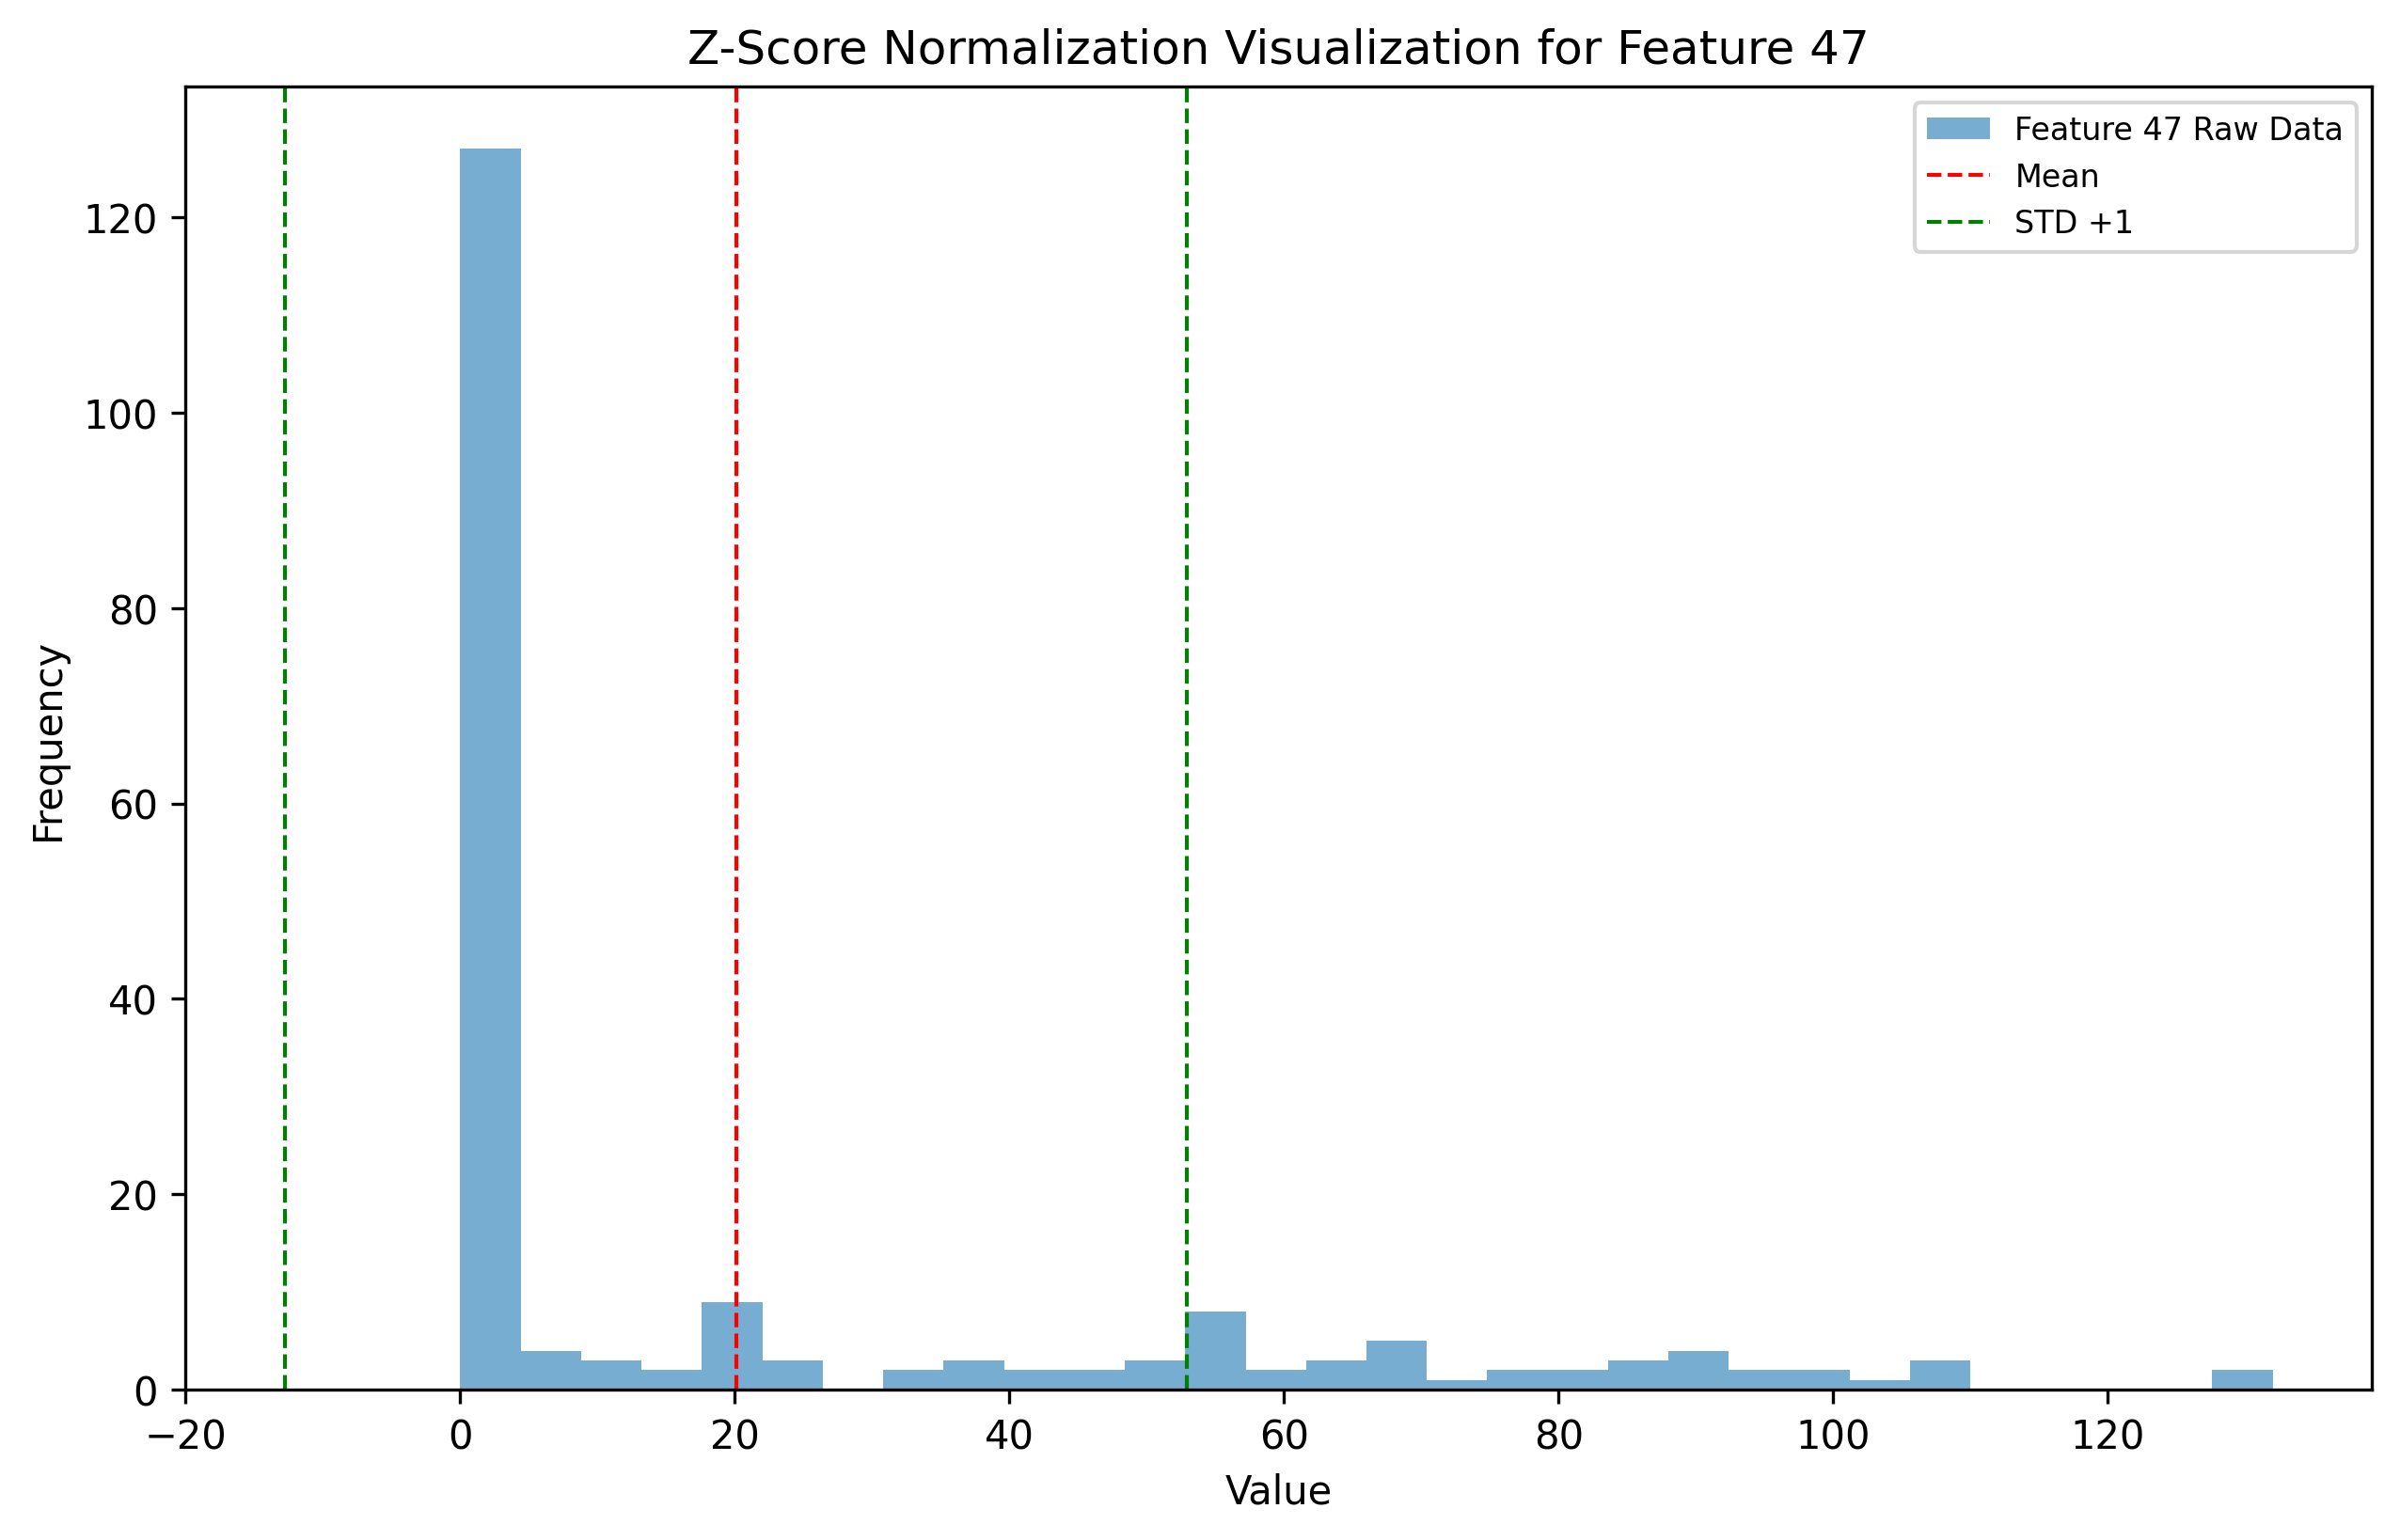 Z-Score Normalization Visualization for Feature 47
Feature 47 Raw Data
Mean
STD +1
Frequency
120
100
80
60
40
20
0
−20 0 20 40 60 80 100 120
Value